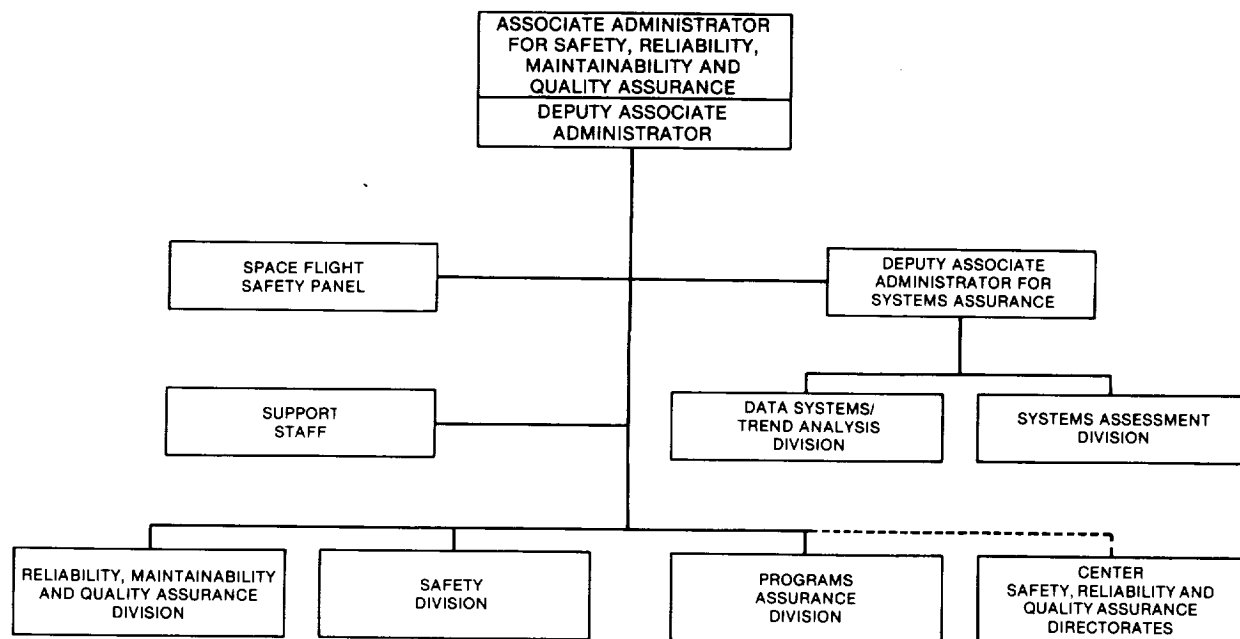 ASSOCIATE ADMINISTRATOR
FOR SAFETY, RELIABILITY,
MAINTAINABILITY AND
QUALITY ASSURANCE
DEPUTY ASSOCIATE
ADMINISTRATOR
SPACE FLIGHT
SAFETY PANEL
DEPUTY ASSOCIATE
ADMINISTRATOR FOR
SYSTEMS ASSURANCE
SUPPORT
STAFF
DATA SYSTEMS/
TREND ANALYSIS
DIVISION
SYSTEMS ASSESSMENT
DIVISION
RELIABILITY, MAINTAINABILITY
AND QUALITY ASSURANCE
DIVISION
SAFETY
DIVISION
PROGRAMS
ASSURANCE
DIVISION
CENTER
SAFETY, RELIABILITY AND
QUALITY ASSURANCE
DIRECTORATES